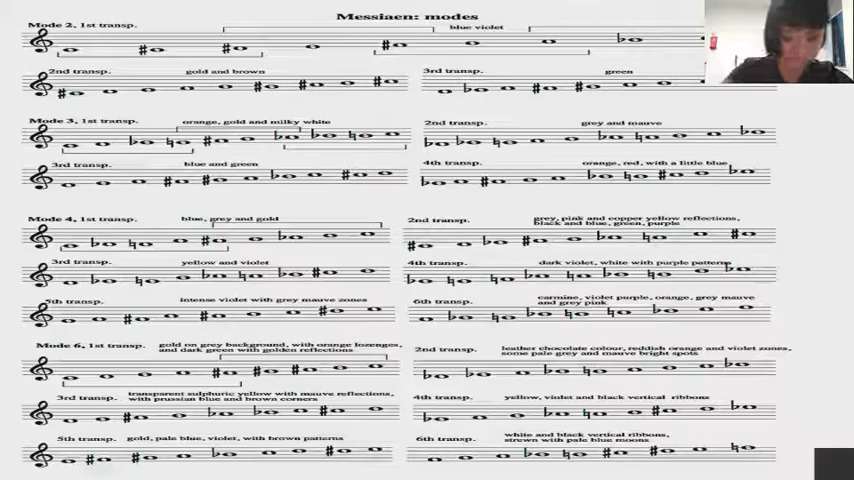 Messiaen: modes
Mode 2, 1st transp. blue violet
2nd transp. gold and brown 3rd transp. green
Mode 3, 1st transp. orange, gold and milky white 2nd transp. grey and mauve
3rd transp. blue and green 4th transp. orange, red, with a little blue
Mode 4, 1st transp. blue, grey and gold 2nd transp. grey, pink and copper yellow reflections,
black and blue, green, purple
3rd transp. yellow and violet 4th transp. dark violet, white with purple patterns
5th transp. intense violet with grey mauve zones 6th transp. carmine, violet purple, orange, grey mauve
and grey pink
Mode 6, 1st transp. gold on grey background, with orange lozenges,
and dark green with golden reflections
2nd transp. leather chocolate colour, reddish orange and violet zones,
some pale grey and mauve bright spots
3rd transp. transparent sulphuric yellow with mauve reflections,
with prussian blue and brown corners
4th transp. yellow, violet and black vertical ribbons
5th transp. gold, pale blue, violet, with brown patterns 6th transp. white and black vertical ribbons,
strewn with pale blue moons